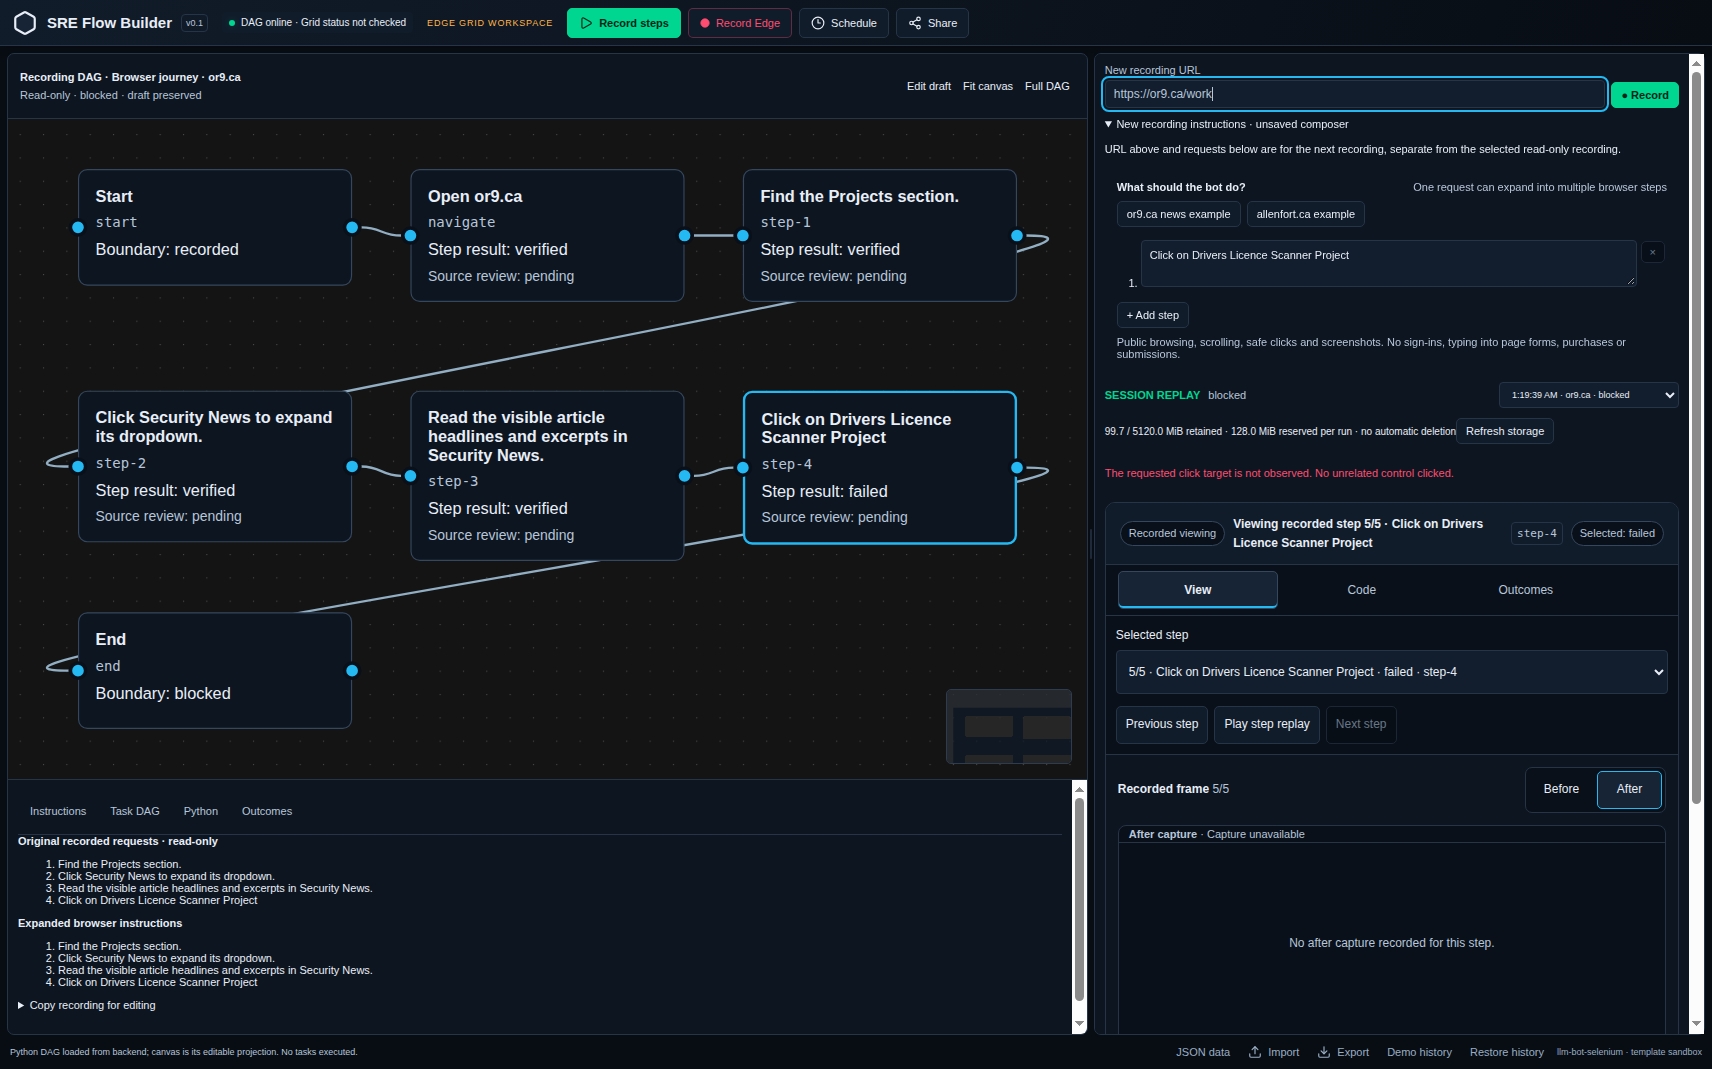 SRE Flow Builder v0.1 DAG online · Grid status not checked EDGE GRID WORKSPACE Record steps Record Edge Schedule Share
Recording DAG · Browser journey · or9.ca
Read-only · blocked · draft preserved
Edit draft Fit canvas Full DAG
Start
start
Boundary: recorded
Open or9.ca
navigate
Step result: verified
Source review: pending
Find the Projects section.
step-1
Step result: verified
Source review: pending
Click Security News to expand
its dropdown.
step-2
Step result: verified
Source review: pending
Read the visible article
headlines and excerpts in
Security News.
step-3
Step result: verified
Source review: pending
Click on Drivers Licence
Scanner Project
step-4
Step result: failed
Source review: pending
End
end
Boundary: blocked
Instructions Task DAG Python Outcomes
Original recorded requests · read-only
1. Find the Projects section.
2. Click Security News to expand its dropdown.
3. Read the visible article headlines and excerpts in Security News.
4. Click on Drivers Licence Scanner Project
Expanded browser instructions
1. Find the Projects section.
2. Click Security News to expand its dropdown.
3. Read the visible article headlines and excerpts in Security News.
4. Click on Drivers Licence Scanner Project
▶ Copy recording for editing
New recording URL
https://or9.ca/work
● Record
▼ New recording instructions · unsaved composer
URL above and requests below are for the next recording, separate from the selected read-only recording.
What should the bot do? One request can expand into multiple browser steps
or9.ca news example allenfort.ca example
1. Click on Drivers Licence Scanner Project ×
+ Add step
Public browsing, scrolling, safe clicks and screenshots. No sign-ins, typing into page forms, purchases or
submissions.
SESSION REPLAY blocked 1:19:39 AM · or9.ca · blocked
99.7 / 5120.0 MiB retained · 128.0 MiB reserved per run · no automatic deletion Refresh storage
The requested click target is not observed. No unrelated control clicked.
Recorded viewing
Viewing recorded step 5/5 · Click on Drivers
Licence Scanner Project
step-4 Selected: failed
View Code Outcomes
Selected step
5/5 · Click on Drivers Licence Scanner Project · failed · step-4
Previous step Play step replay Next step
Recorded frame 5/5 Before After
After capture · Capture unavailable
No after capture recorded for this step.
Python DAG loaded from backend; canvas is its editable projection. No tasks executed.
JSON data Import Export Demo history Restore history llm-bot-selenium · template sandbox